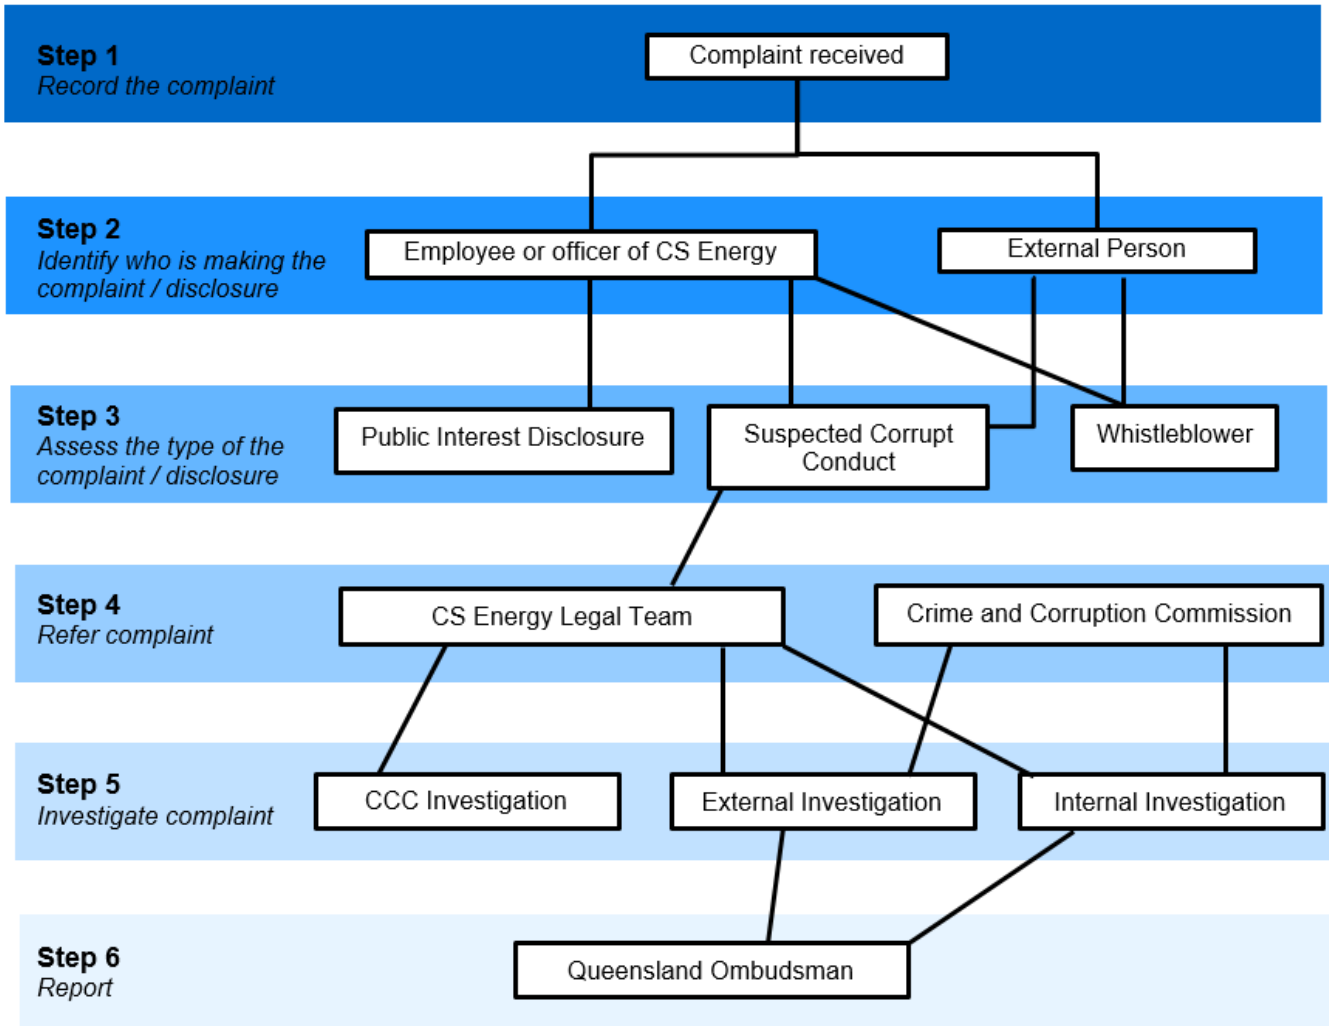 Step 1
Record the complaint
Complaint received
Step 2
Identify who is making the
complaint / disclosure
Employee or officer of CS Energy
External Person
Step 3
Assess the type of the
complaint / disclosure
Public Interest Disclosure
Suspected Corrupt
Conduct
Whistleblower
Step 4
Refer complaint
CS Energy Legal Team
Crime and Corruption Commission
Step 5
Investigate complaint
CCC Investigation
External Investigation
Internal Investigation
Step 6
Report
Queensland Ombudsman